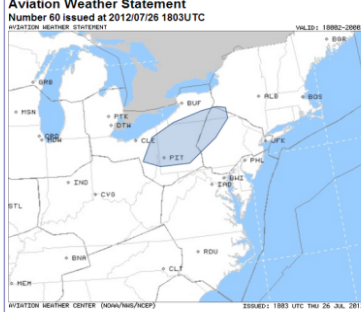 Aviation Weather Statement
Number 60 issued at 2012/07/26 1803UTC
AVIATION WEATHER STATEMENT
VALID: 1800Z-2000
BGR
GRB
MSN
PTK
BUF
ALB
BOS
ORD
MDW
DTW
CLE
JFK
PIT
PHL
BWI
IAD
IND
CVG
STL
RDU
BNA
CLT
MEM
AVIATION WEATHER CENTER (NOAA/NWS/NCEP)
ISSUED: 1803 UTC THU 26 JUL 201